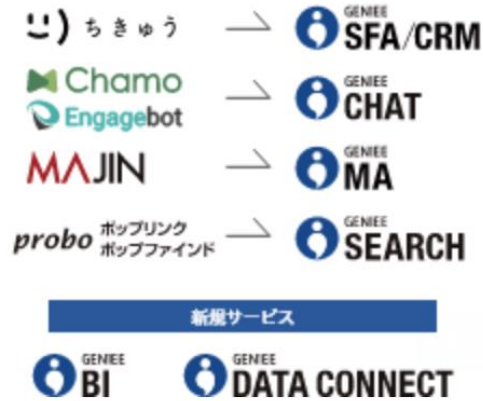 ちきゅう
GENIEE
SFA/CRM
Chamo
Engagebot
GENIEE
CHAT
MAJIN
GENIEE
MA
probo ポップリンク
ポップファインド
GENIEE
SEARCH
新規サービス
GENIEE
BI
GENIEE
DATA CONNECT